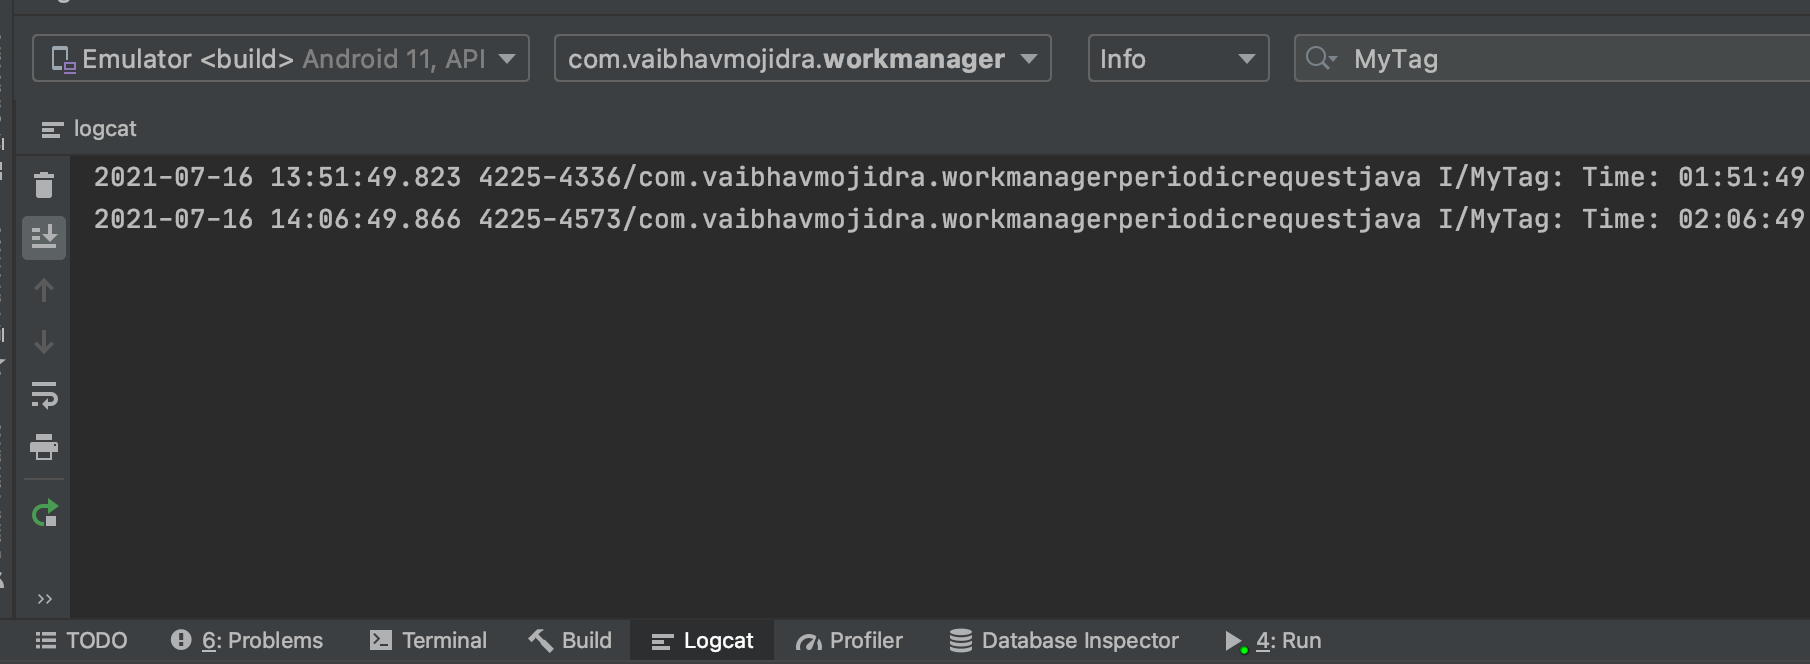 Emulator <build> Android 11, API
com.vaibhavmojidra.workmanager
Info
MyTag
logcat
2021-07-16 13:51:49.823 4225-4336/com.vaibhavmojidra.workmanagerperiodicrequestjava I/MyTag: Time: 01:51:49
2021-07-16 14:06:49.866 4225-4573/com.vaibhavmojidra.workmanagerperiodicrequestjava I/MyTag: Time: 02:06:49
TODO 6: Problems Terminal Build Logcat Profiler Database Inspector 4: Run